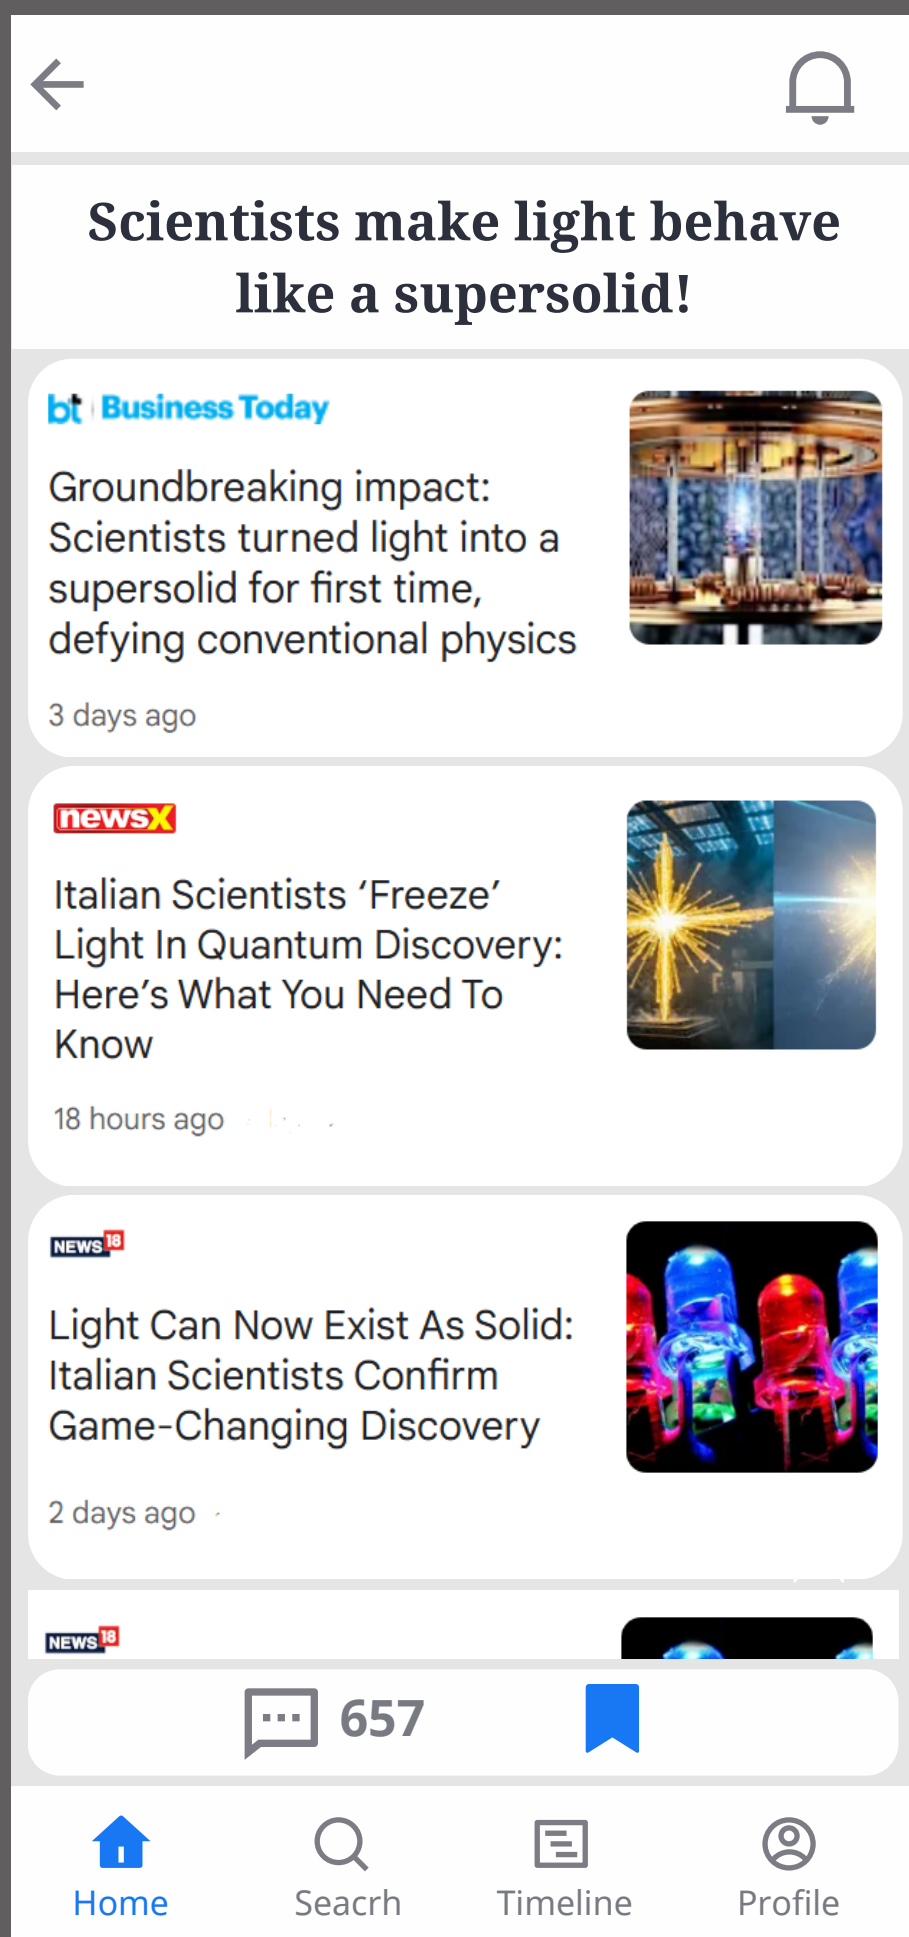 Scientists make light behave
like a supersolid!
bt | Business Today
Groundbreaking impact:
Scientists turned light into a
supersolid for first time,
defying conventional physics
3 days ago
newsX
Italian Scientists ‘Freeze’
Light In Quantum Discovery:
Here’s What You Need To
Know
18 hours ago
NEWS18
Light Can Now Exist As Solid:
Italian Scientists Confirm
Game-Changing Discovery
2 days ago
NEWS18
657
Home Seacrh Timeline Profile